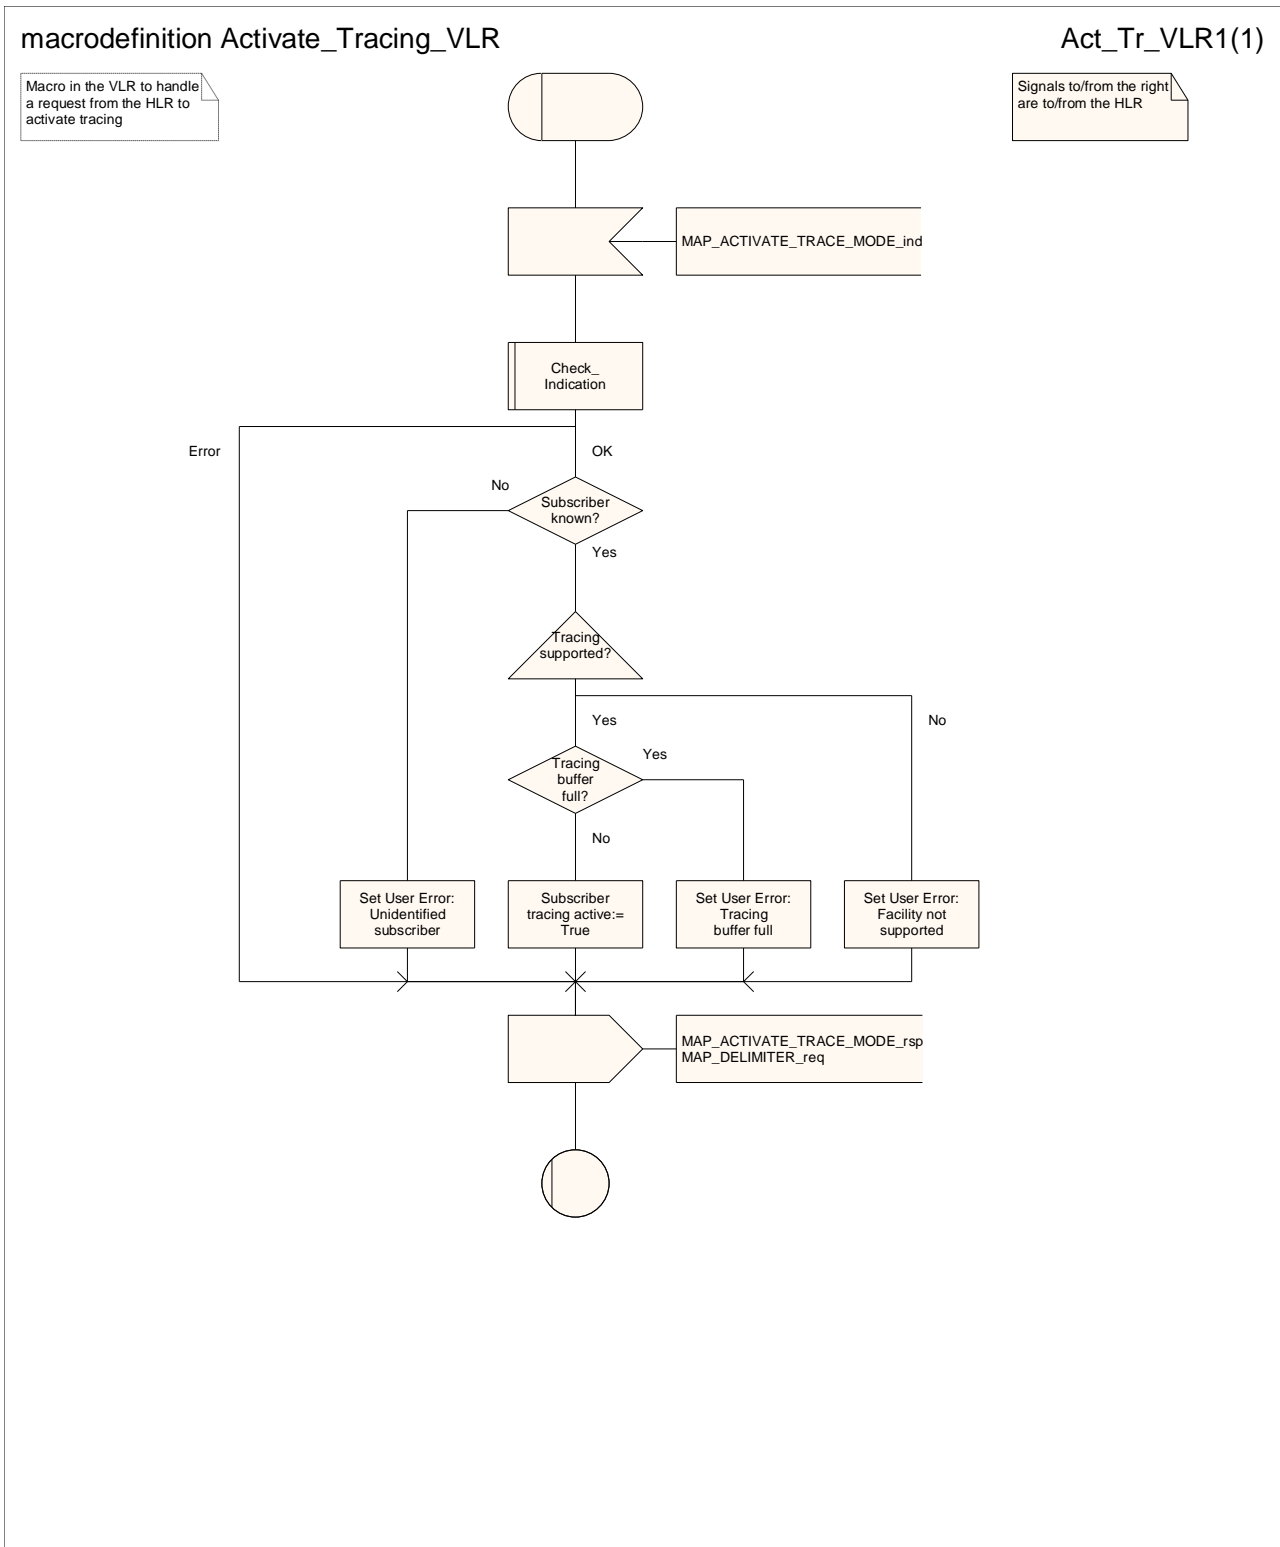 macrodefinition Activate_Tracing_VLR
Act_Tr_VLR1(1)
Macro in the VLR to handle
a request from the HLR to
activate tracing
Signals to/from the right
are to/from the HLR
MAP_ACTIVATE_TRACE_MODE_ind
Check_
Indication
Error
OK
No
Subscriber
known?
Yes
Tracing
supported?
Yes
No
Yes
Tracing
buffer
full?
No
Set User Error:
Unidentified
subscriber
Subscriber
tracing active:=
True
Set User Error:
Tracing
buffer full
Set User Error:
Facility not
supported
MAP_ACTIVATE_TRACE_MODE_rsp
MAP_DELIMITER_req